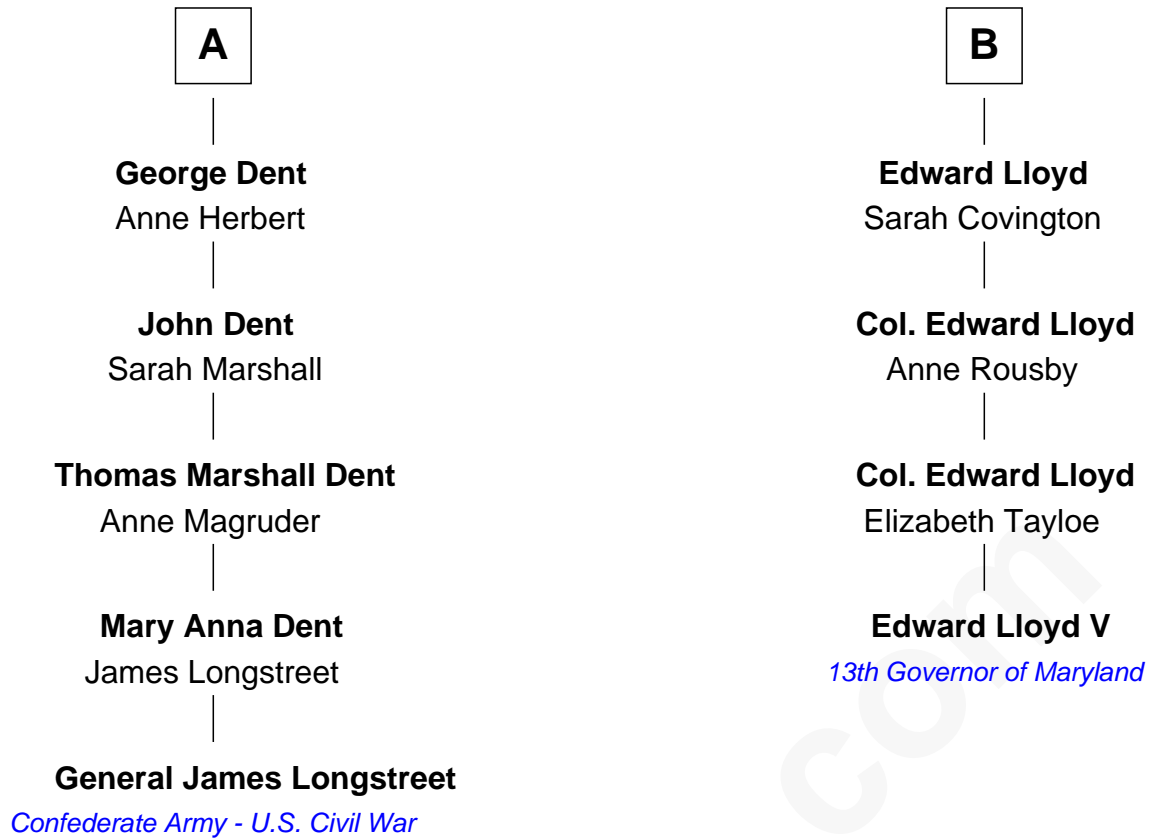 A
George Dent
Anne Herbert
John Dent
Sarah Marshall
Thomas Marshall Dent
Anne Magruder
Mary Anna Dent
James Longstreet
General James Longstreet
Confederate Army - U.S. Civil War
B
Edward Lloyd
Sarah Covington
Col. Edward Lloyd
Anne Rousby
Col. Edward Lloyd
Elizabeth Tayloe
Edward Lloyd V
13th Governor of Maryland
com